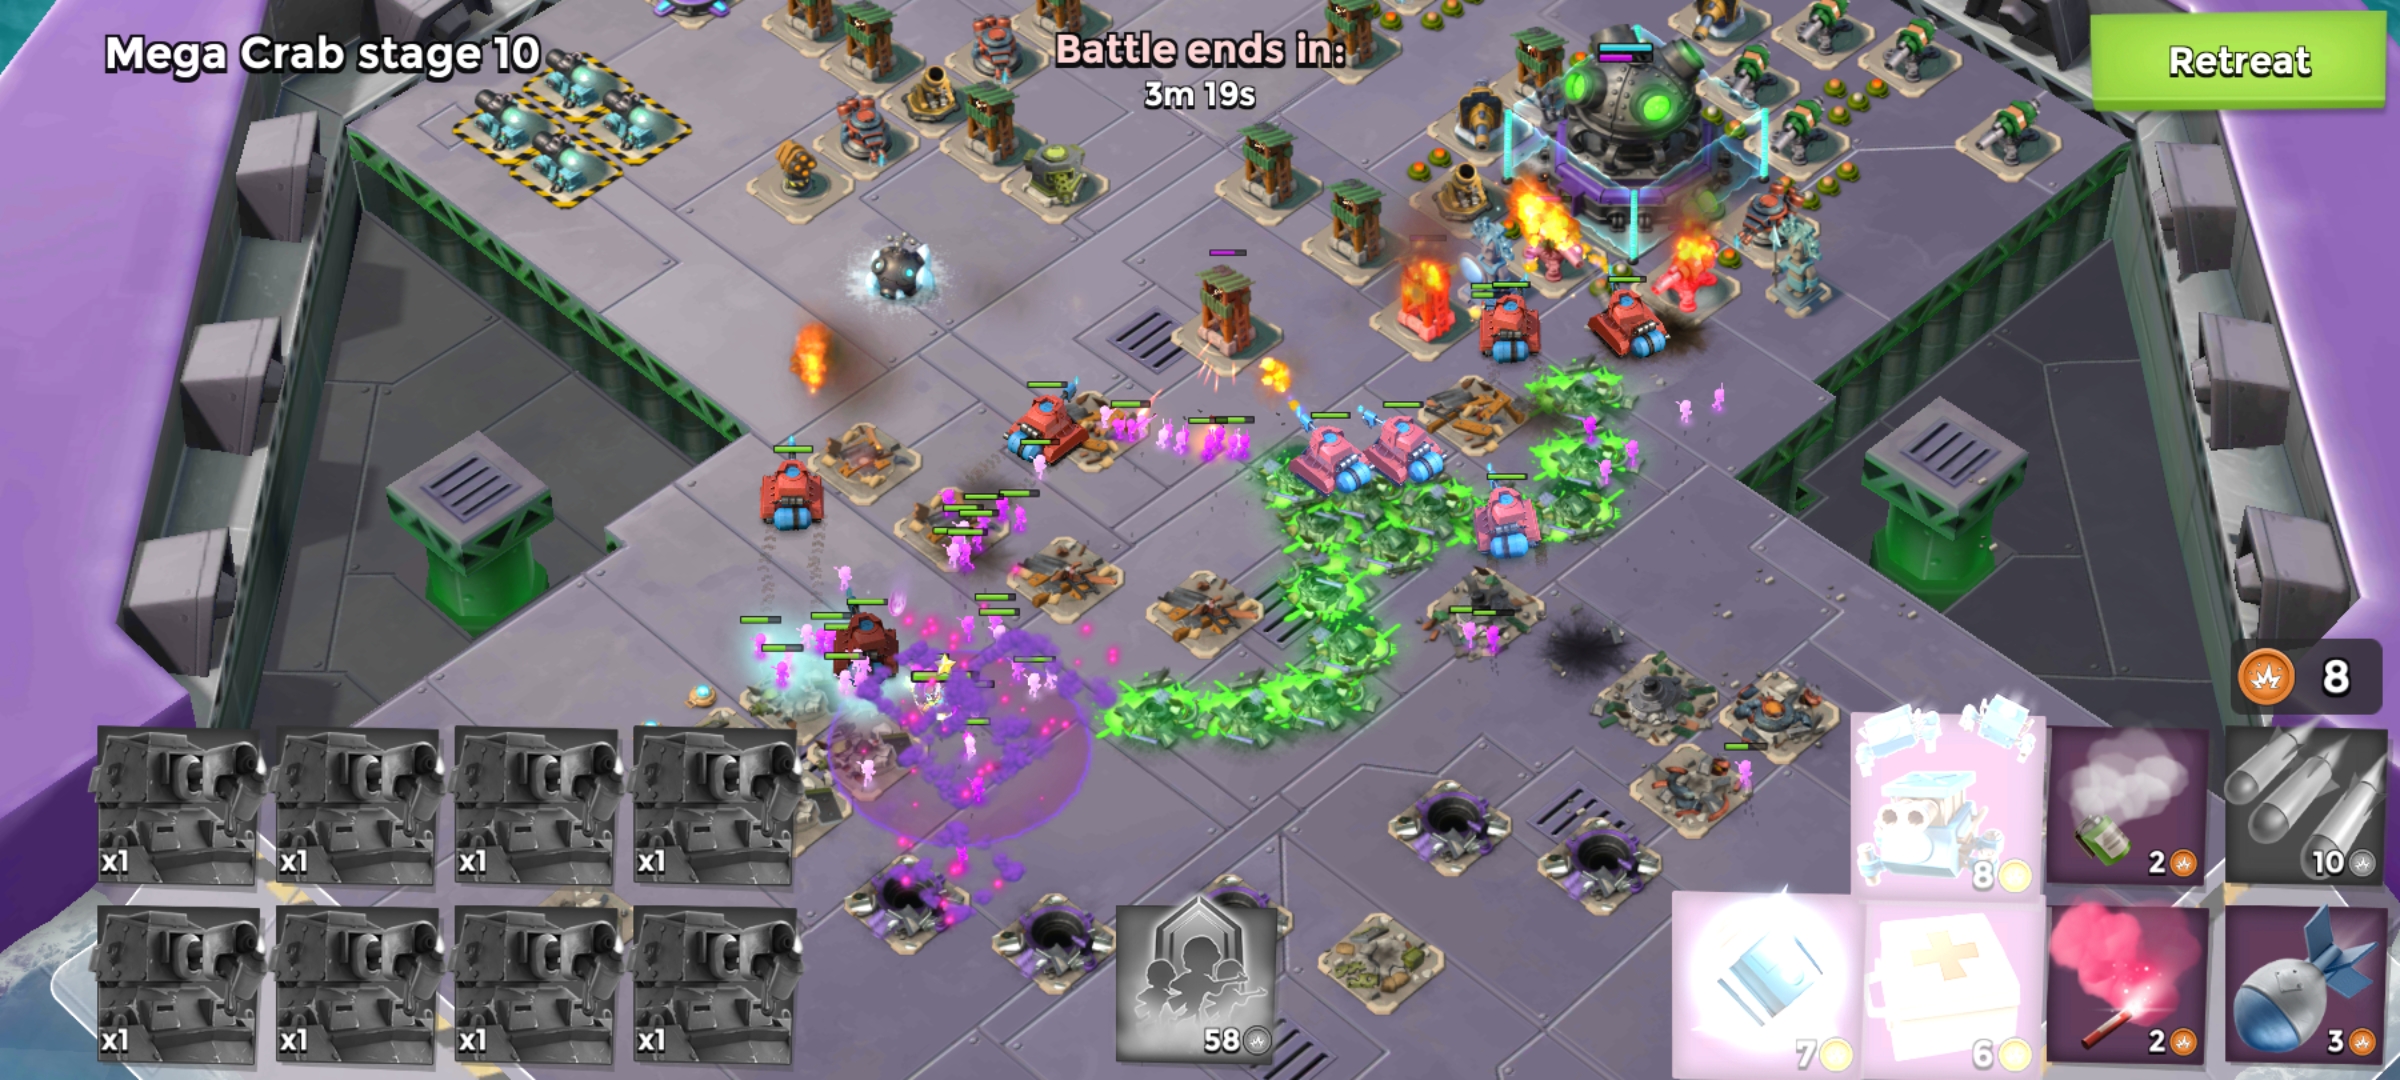 Mega Crab stage 10
Battle ends in:
3m 19s
Retreat
8
x1
x1
x1
x1
8
2
10
x1
x1
x1
x1
58
7
6
2
3